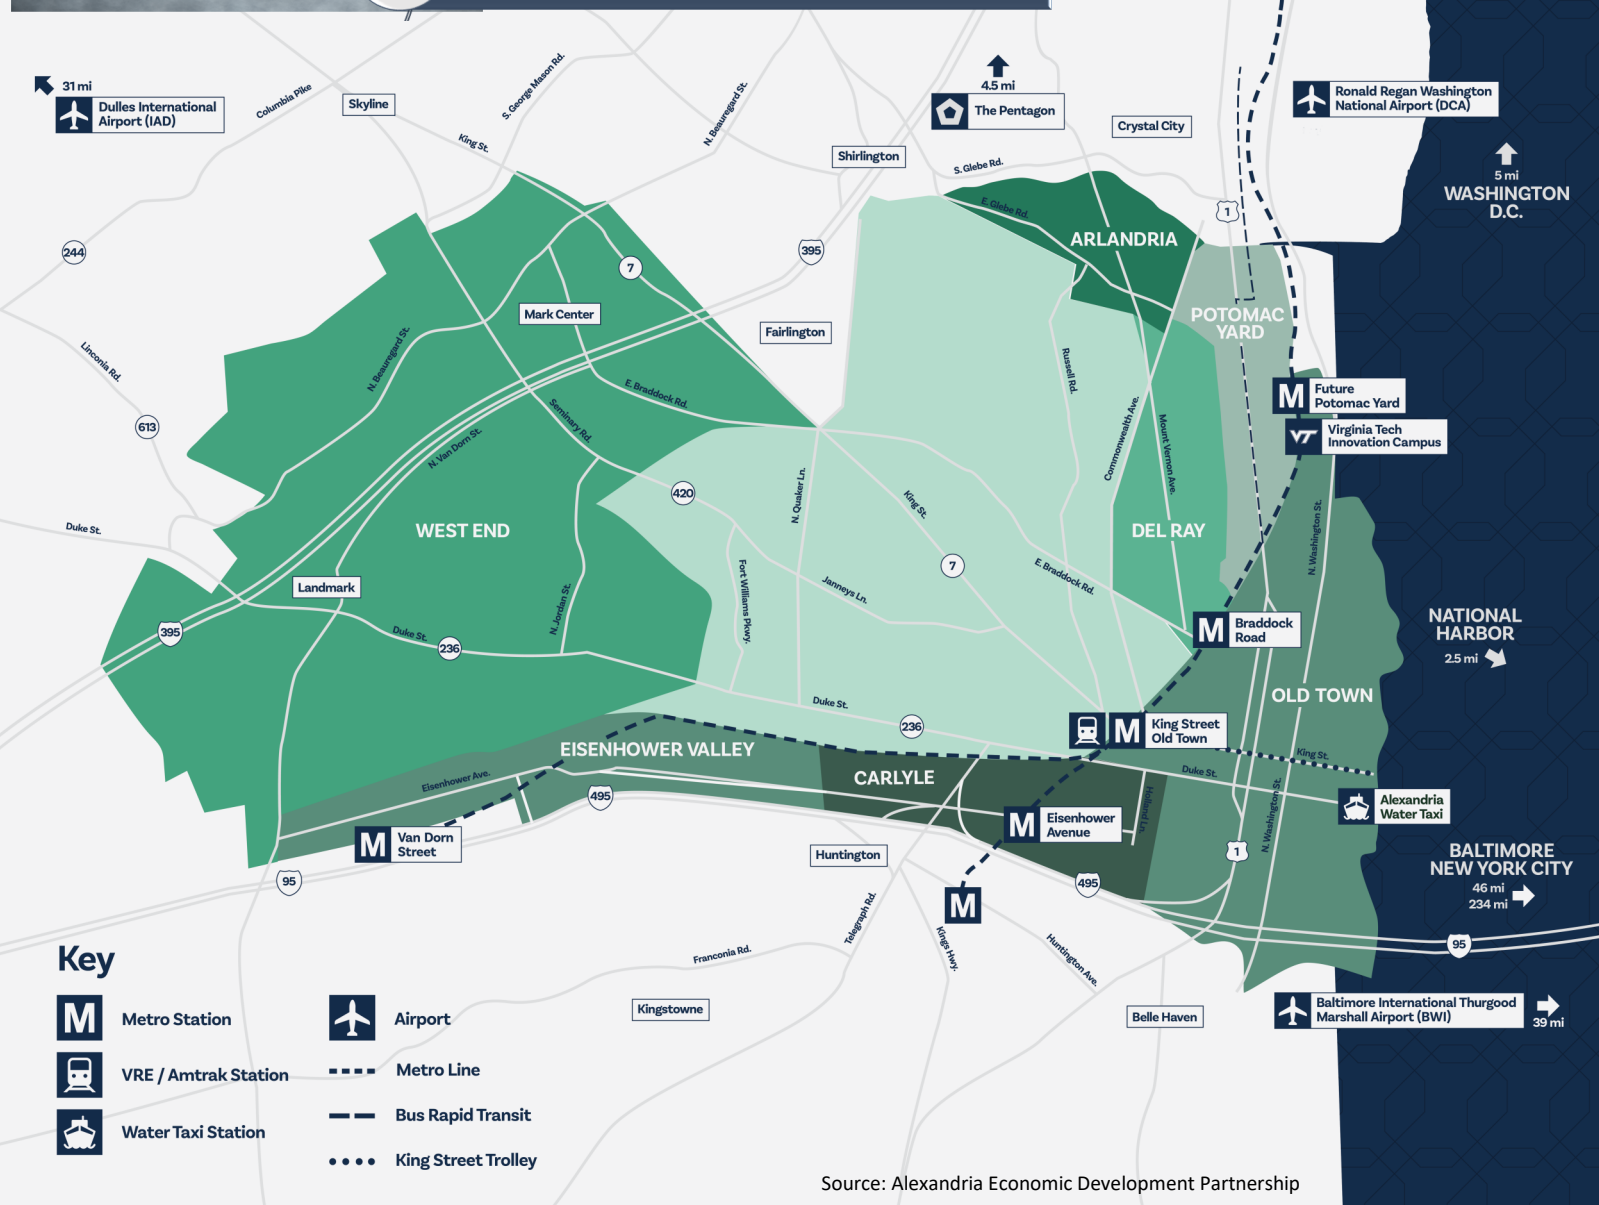 31 mi
Dulles International
Airport (IAD)
Columbia Pike
Skyline
S. George Mason Rd.
King St.
N. Beauregard St.
4.5 mi
The Pentagon
Shirlington
Crystal City
S. Glebe Rd.
Ronald Regan Washington
National Airport (DCA)
5 mi
WASHINGTON
D.C.
1
E. Glebe Rd.
ARLANDRIA
244
7
395
Mark Center
Fairlington
POTOMAC
YARD
Linconia Rd.
N. Beauregard St.
E. Braddock Rd.
Russell Rd.
Future
Potomac Yard
VT
Virginia Tech
Innovation Campus
613
Seminary Rd.
N. Van Dorn St.
Commonwealth Ave.
Mount Vernon Ave.
420
N. Quaker Ln.
King St.
Duke St.
WEST END
DEL RAY
N. Washington St.
7
Landmark
Fort Williams Pkwy.
Janneys Ln.
E. Braddock Rd.
N. Jordan St.
395
Duke St.
236
M
Braddock
Road
NATIONAL
HARBOR
2.5 mi
OLD TOWN
Duke St.
236
M
King Street
Old Town
EISENHOWER VALLEY
CARLYLE
King St.
Duke St.
Eisenhower Ave.
495
Holland Ln.
N. Washington St.
Alexandria
Water Taxi
M
Van Dorn
Street
M
Eisenhower
Avenue
Huntington
1
BALTIMORE
NEW YORK CITY
46 mi
234 mi
95
495
M
Telegraph Rd.
Kings Hwy.
Huntington Ave.
Franconia Rd.
95
Key
M
Metro Station
Airport
VRE / Amtrak Station
Metro Line
Water Taxi Station
Bus Rapid Transit
King Street Trolley
Kingstowne
Belle Haven
Baltimore International Thurgood
Marshall Airport (BWI)
39 mi
M
Source: Alexandria Economic Development Partnership